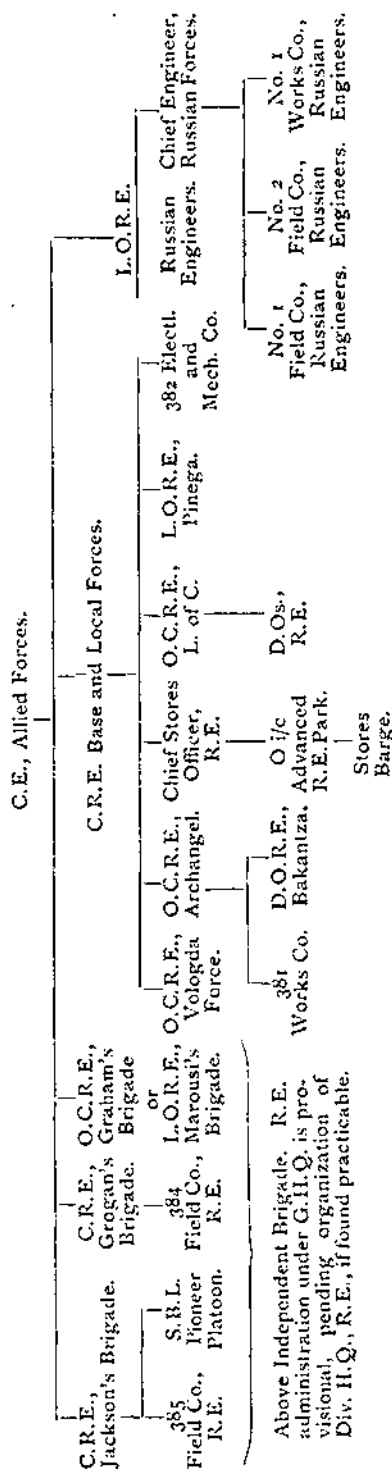 C.E., Allied Forces.
C.R.E.,
Jackson's Brigade.
385
Field Co.,
R.E.
S.B.L.
Pioneer
Platoon.
C.R.E.,
Grogan's
Brigade.
384
Field Co.,
R.E.
O.C.R.E.,
Graham's
Brigade
or
L.O.R.E.,
Marousi's
Brigade.
Above Independent Brigade. R.E.
administration under G.H.Q. is pro-
visional, pending organization of
Div. H.Q., R.E., if found practicable.
C.R.E. Base and Local Forces.
O.C.R.E.,
Vologda
Force.
O.C.R.E.,
Archangel.
381
Works Co.
D.O.R.E.,
Bakantza.
Chief Stores
Officer,
R.E.
O i/c
Advanced
R.E. Park.
Stores
Barge.
O.C.R.E.,
L. of C.
D.Os.,
R.E.
L.O.R.E.,
Pinega.
382 Electl.
and
Mech. Co.
L.O.R.E.
Russian
Engineers.
Chief Engineer,
Russian Forces.
No. 1
Field Co.,
Russian
Engineers.
No. 2
Field Co.,
Russian
Engineers.
No. 1
Works Co.,
Russian
Engineers.